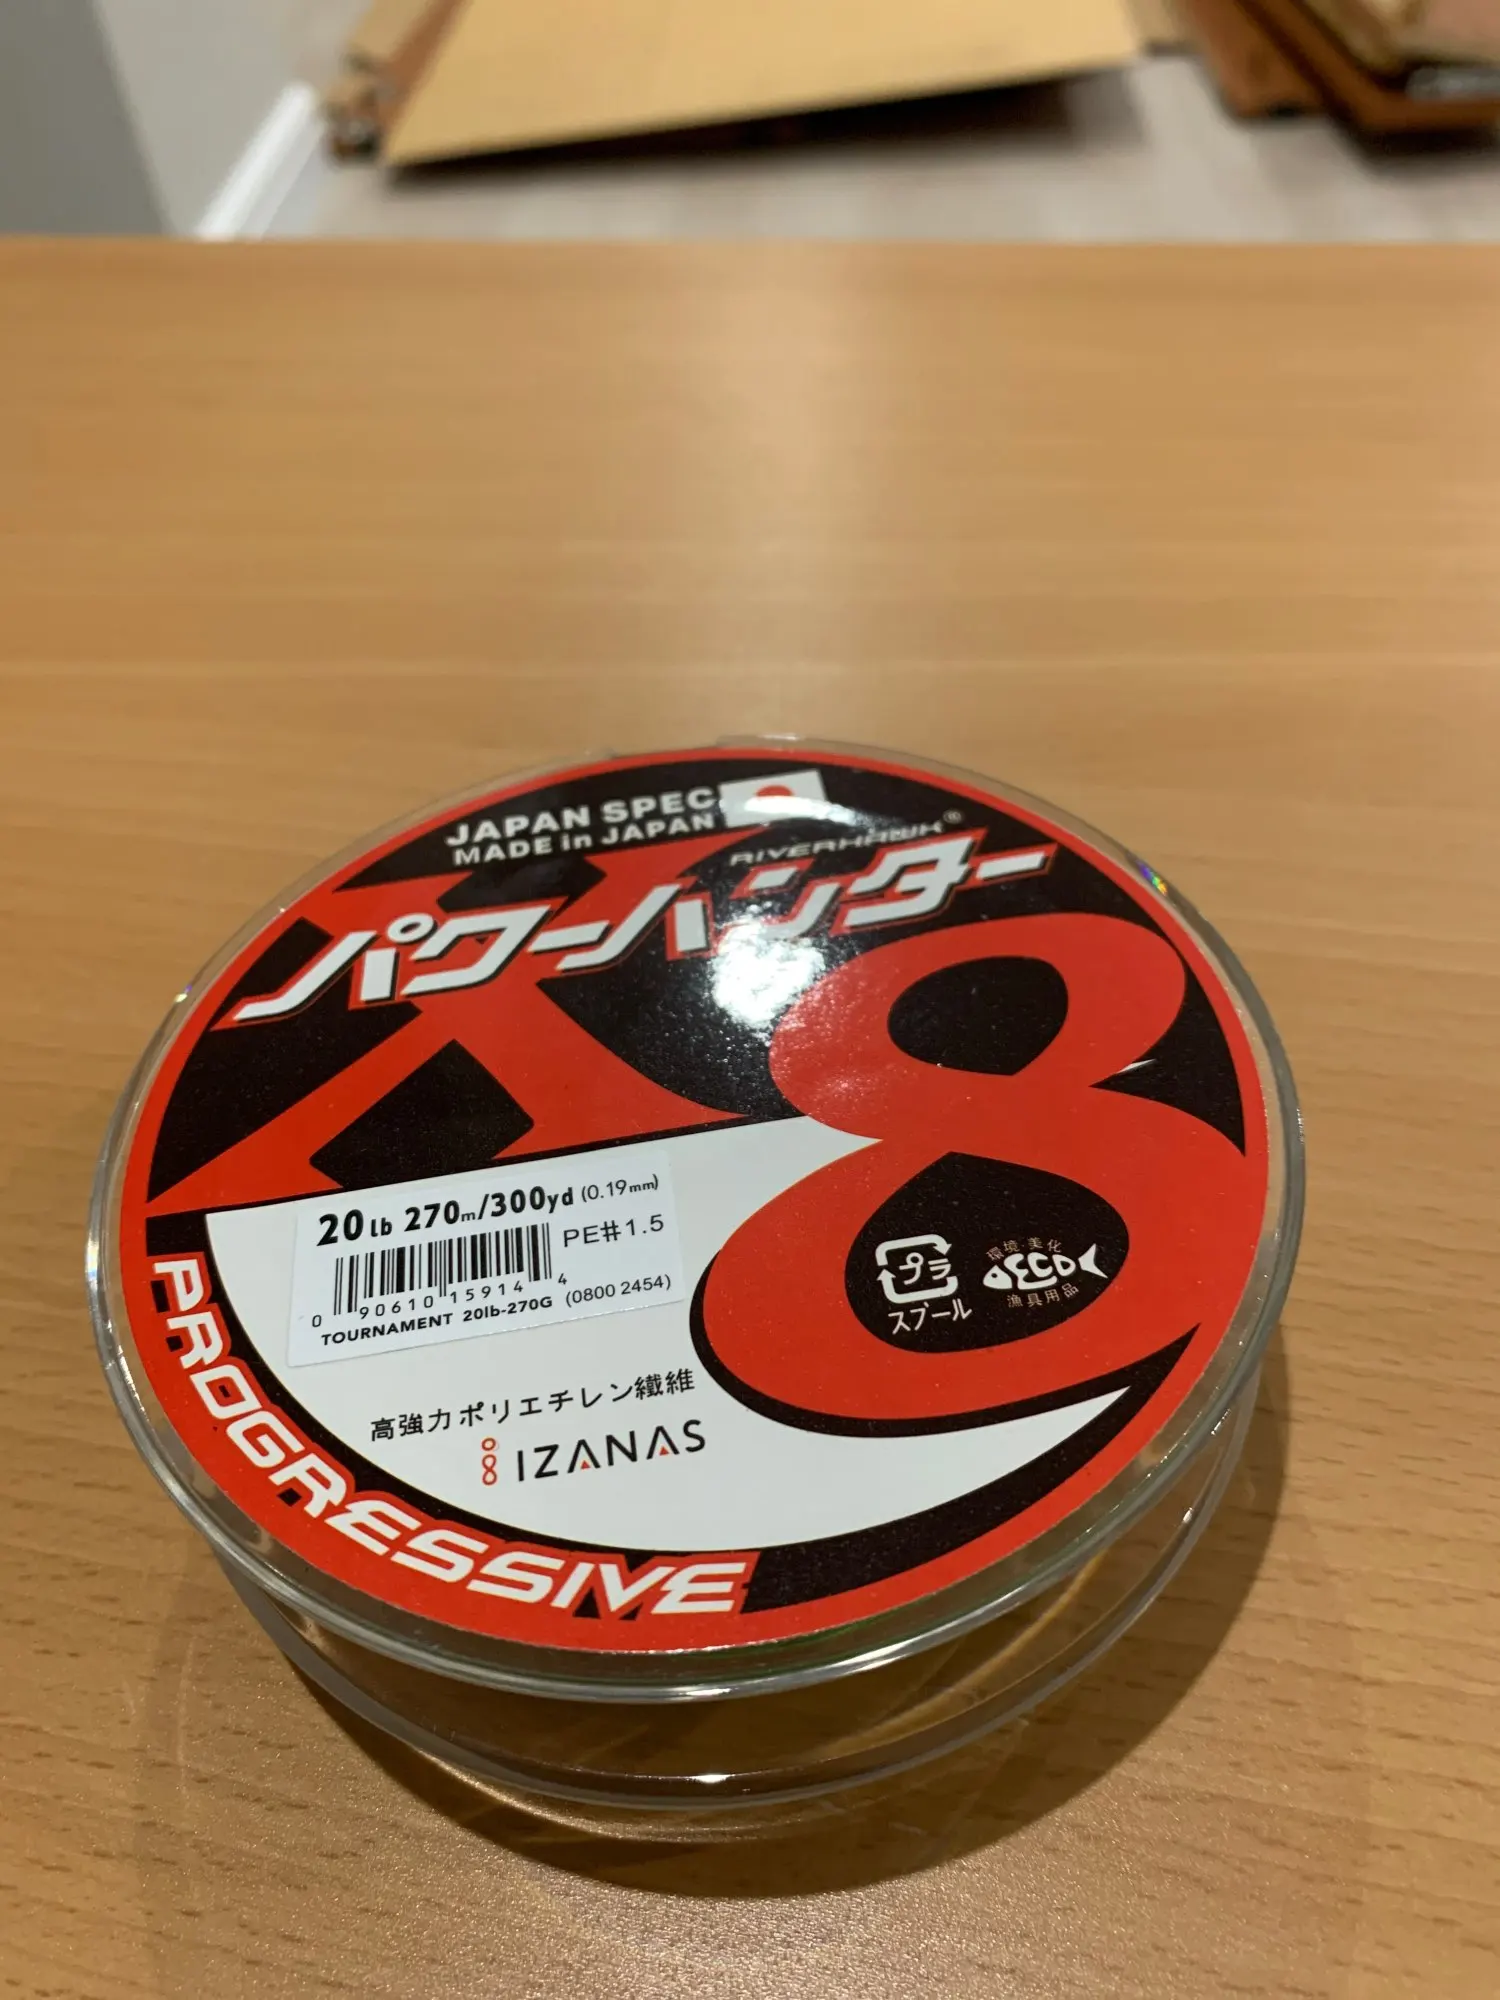 JAPAN SPEC
MADE in JAPAN
RIVERHAWK®
パワーハンター
X8
20lb 270m/300yd (0.19mm)
PE#1.5
0 90610 15914 4
TOURNAMENT 20lb-270G (0800 2454)
高強力ポリエチレン繊維
IZANAS
PROGRESSIVE
プラ
スプール
環境・美化
ECO
漁具用品